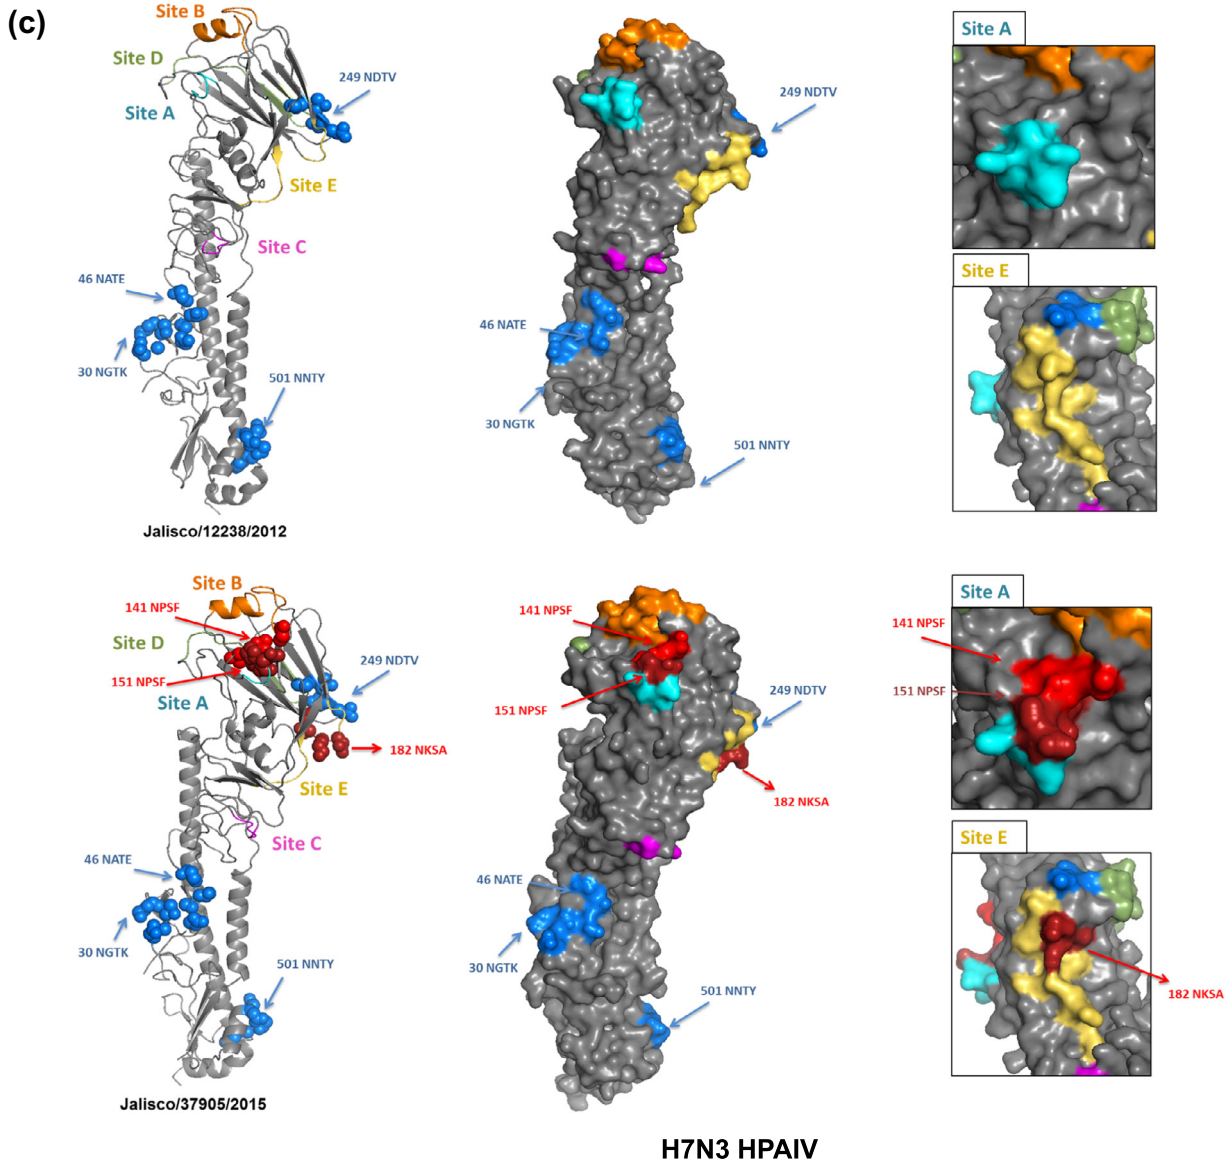 (c)
Site B
Site D
Site A
249 NDTV
Site E
Site C
46 NATE
30 NGTK
501 NNTY
Jalisco/12238/2012
249 NDTV
46 NATE
30 NGTK
501 NNTY
Site A
Site E
Site B
141 NPSF
Site D
151 NPSF
Site A
249 NDTV
182 NKSA
Site E
Site C
46 NATE
30 NGTK
501 NNTY
Jalisco/37905/2015
141 NPSF
151 NPSF
249 NDTV
182 NKSA
46 NATE
30 NGTK
501 NNTY
Site A
141 NPSF
151 NPSF
Site E
182 NKSA
H7N3 HPAIV